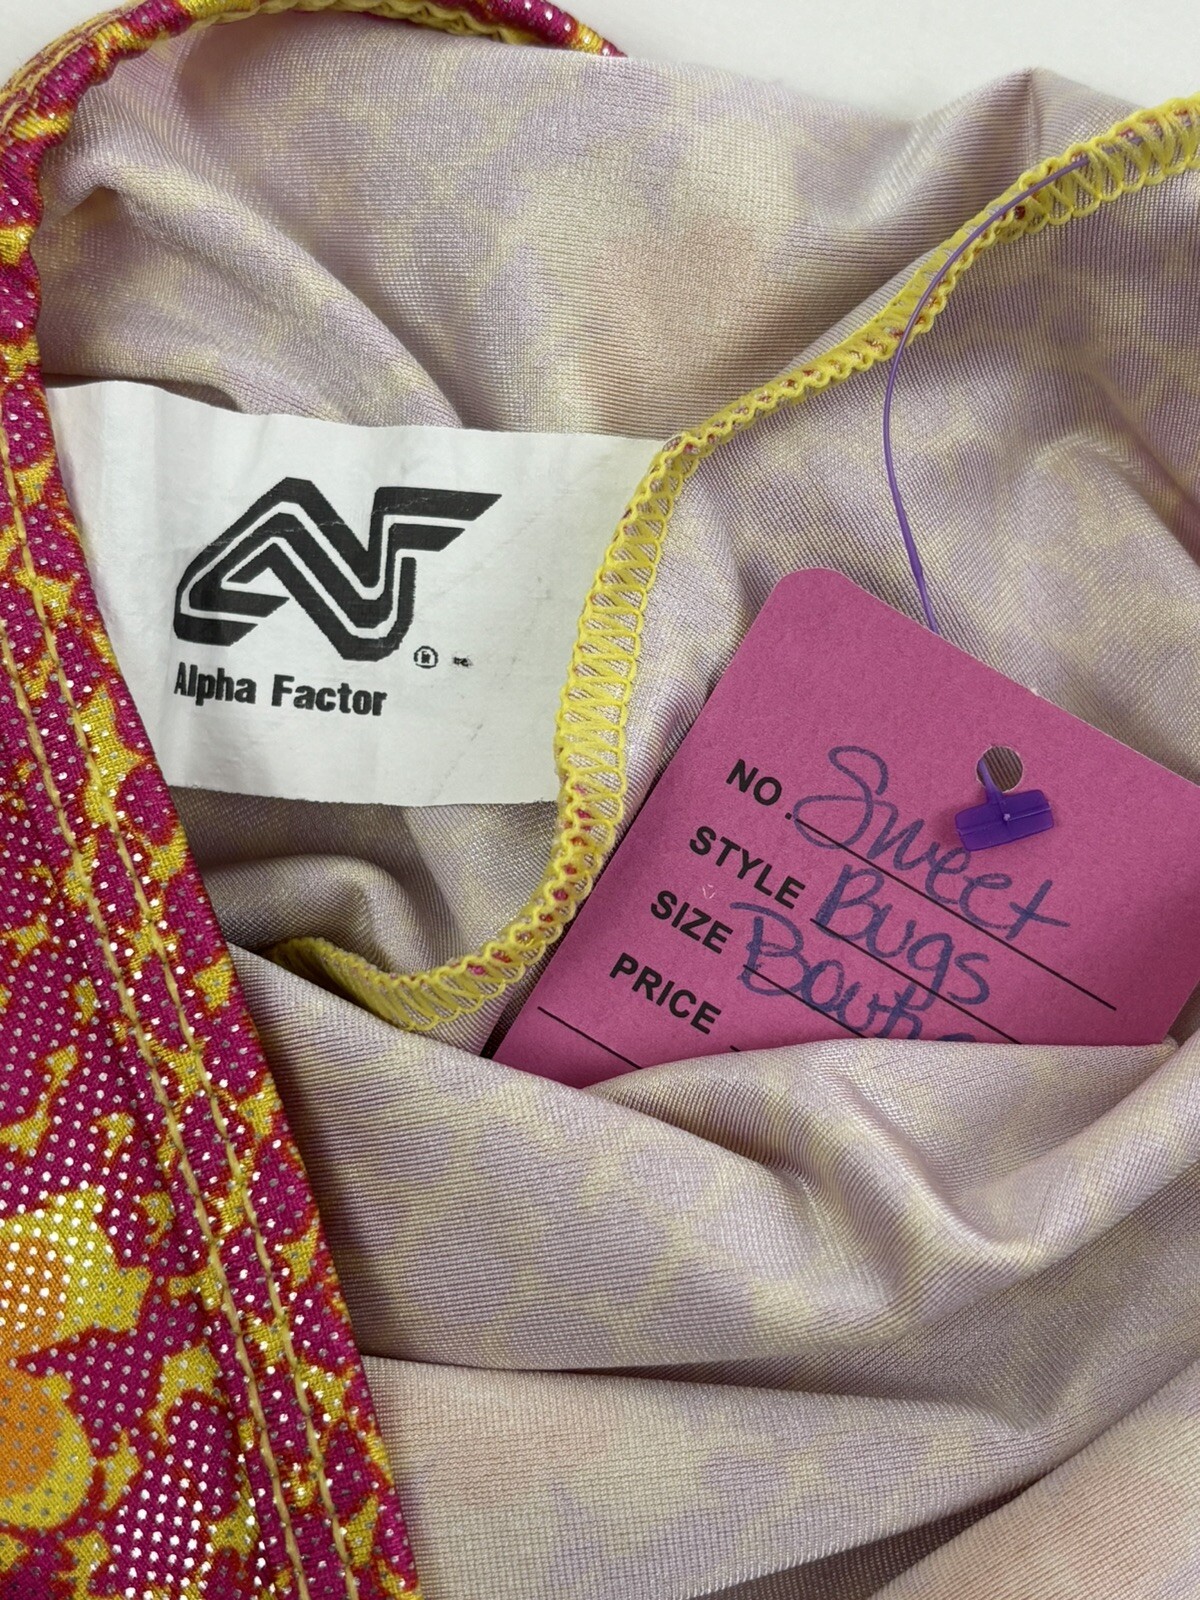 Alpha Factor
NO. Sweet
STYLE Bugs
SIZE
PRICE